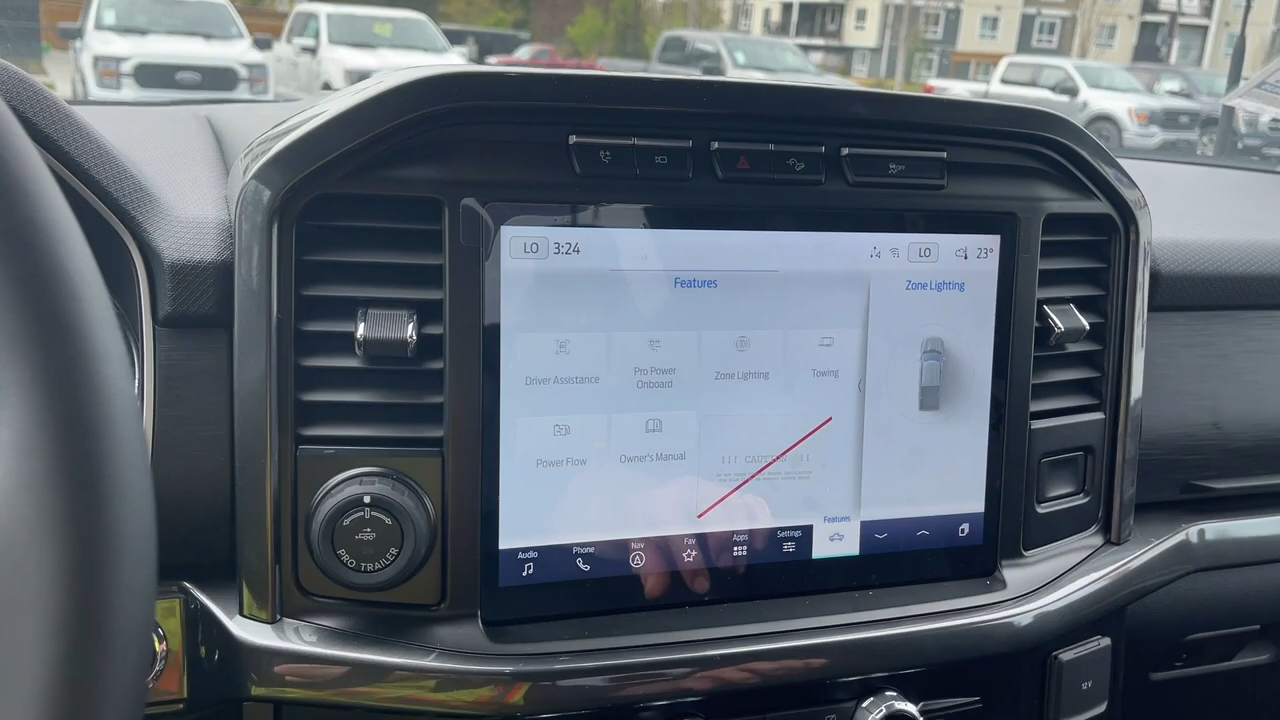 OFF
LO 3:24
LO 23°
Features
Zone Lighting
Driver Assistance
Pro Power
Onboard
Zone Lighting
Towing
Power Flow
Owner's Manual
!!! CAUTION !!!
Audio
Phone
Nav
Fav
Apps
Settings
Features
PRO TRAILER
12V